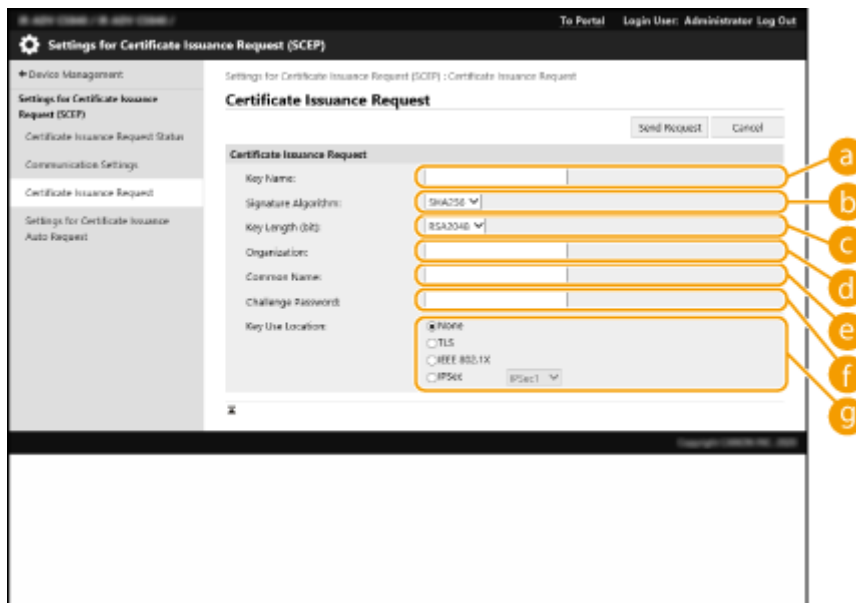 To Portal Login User: Administrator Log Out
Settings for Certificate Issuance Request (SCEP)
Device Management
Settings for Certificate Issuance
Request (SCEP)
Certificate Issuance Request Status
Communication Settings
Certificate Issuance Request
Settings for Certificate Issuance
Auto Request
Settings for Certificate Issuance Request (SCEP) : Certificate Issuance Request
Certificate Issuance Request
Send Request Cancel
Certificate Issuance Request
Key Name: a
Signature Algorithm: SHA256 b
Key Length (bit): RSA2048 c
Organization: d
Common Name: e
Challenge Password: f
Key Use Location: None g
TLS
IEEE 802.1X
IPSec IPSec1